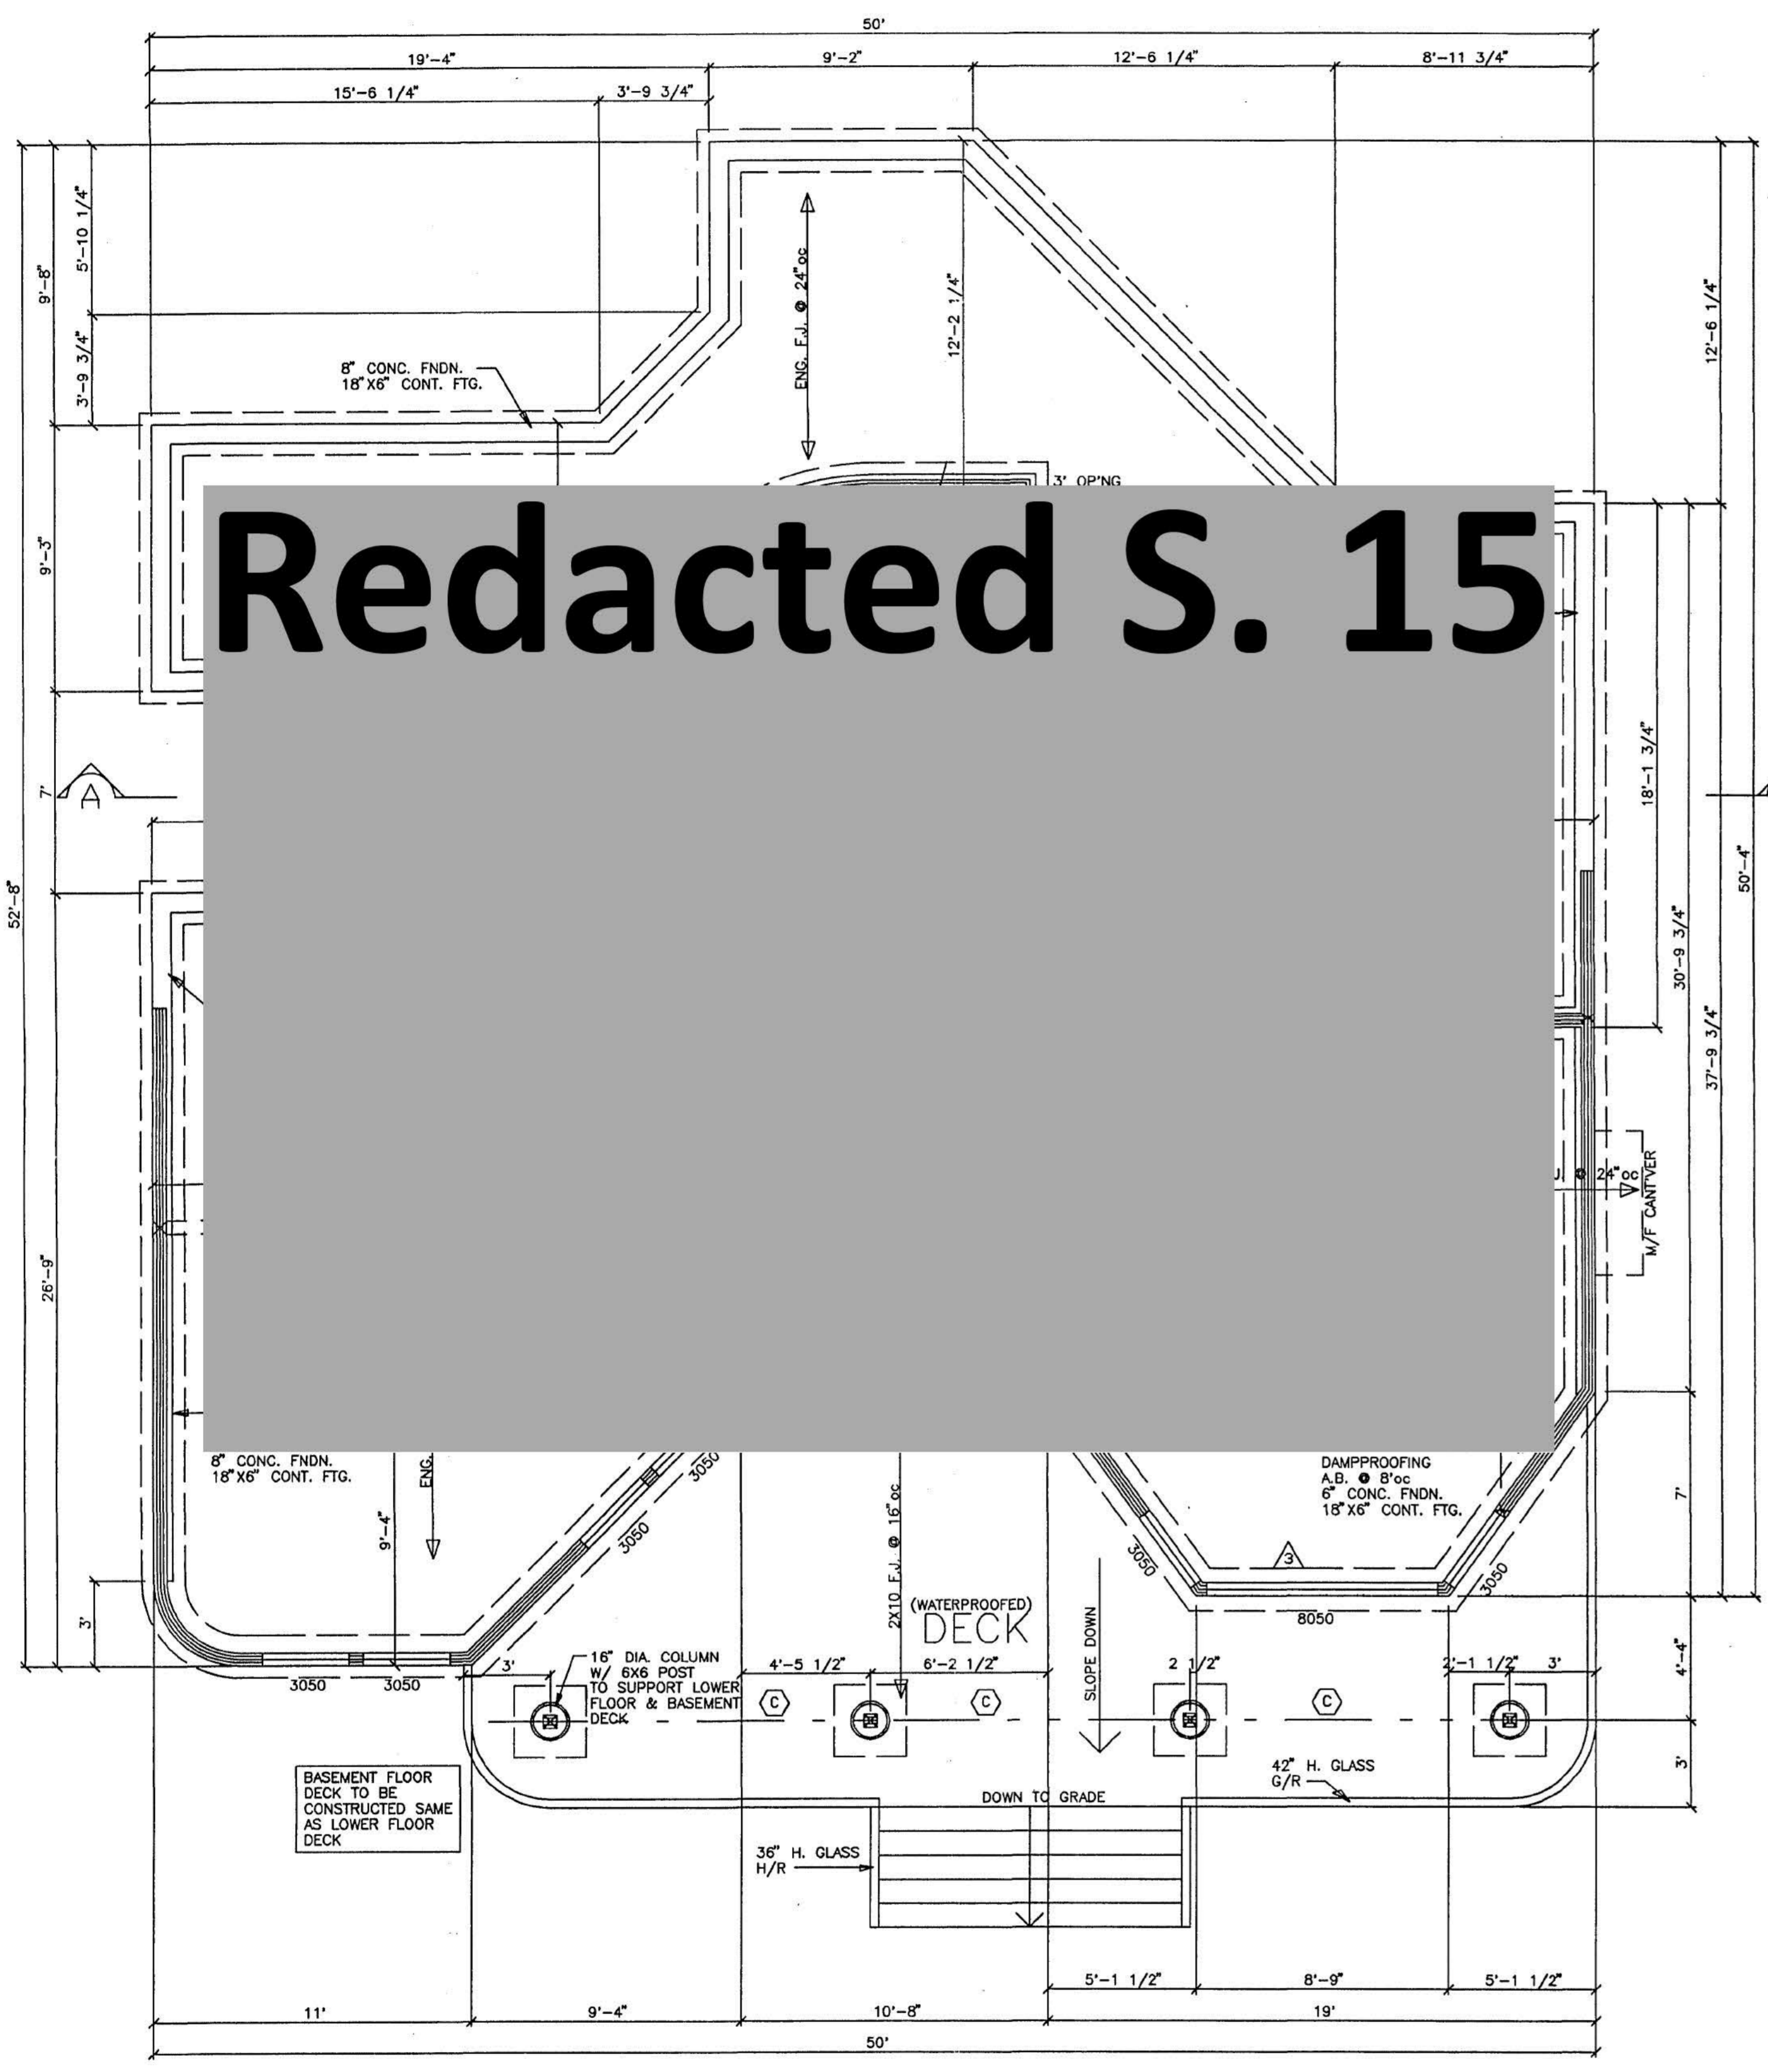 50'
19'-4"
9'-2"
12'-6 1/4"
8'-11 3/4"
15'-6 1/4"
3'-9 3/4"
5'-10 1/4"
9'-8"
3'-9 3/4"
12'-6 1/4"
ENG. F.J. @ 24"oc
12'-2 1/4"
8" CONC. FNDN.
18"X6" CONT. FTG.
3' OP'NG
Redacted S. 15
9'-3"
7'
A
18'-1 3/4"
50'-4"
52'-8"
30'-9 3/4"
37'-9 3/4"
@ 24"oc
M/F CANT'VER
26'-9"
8" CONC. FNDN.
18"X6" CONT. FTG.
ENG.
9'-4"
3050
3050
2X10 F.J. @ 16"oc
DAMPPROOFING
A.B. @ 8'oc
6" CONC. FNDN.
18"X6" CONT. FTG.
7'
3050
3
3050
8050
3'
(WATERPROOFED)
DECK
SLOPE DOWN
3050
3050
3'
16" DIA. COLUMN
W/ 6X6 POST
TO SUPPORT LOWER
FLOOR & BASEMENT
DECK
4'-5 1/2"
6'-2 1/2"
2 1/2"
2'-1 1/2"
3'
4'-4"
C
C
C
3'
42" H. GLASS
G/R
DOWN TO GRADE
BASEMENT FLOOR
DECK TO BE
CONSTRUCTED SAME
AS LOWER FLOOR
DECK
36" H. GLASS
H/R
5'-1 1/2"
8'-9"
5'-1 1/2"
11'
9'-4"
10'-8"
19'
50'